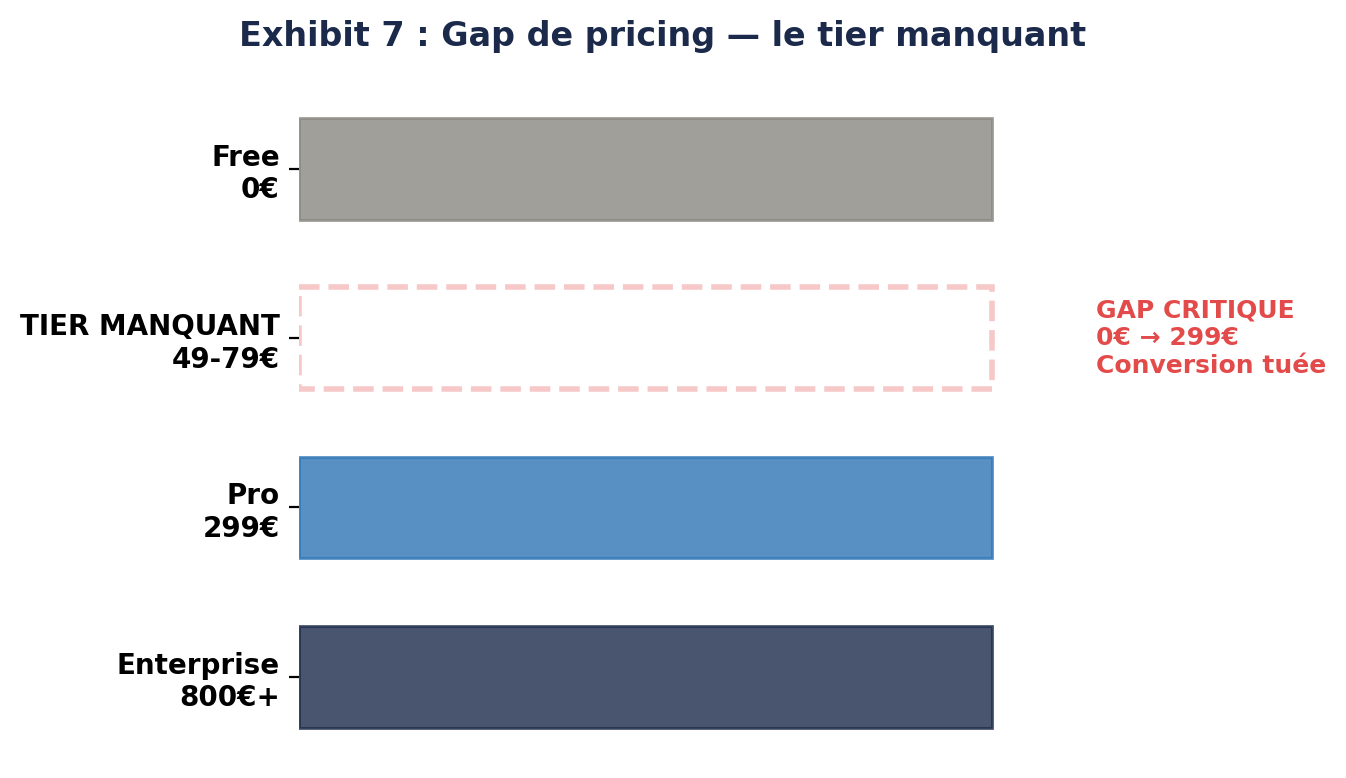 Exhibit 7 : Gap de pricing — le tier manquant
Free
0€
TIER MANQUANT
49-79€
GAP CRITIQUE
0€ → 299€
Conversion tuée
Pro
299€
Enterprise
800€+